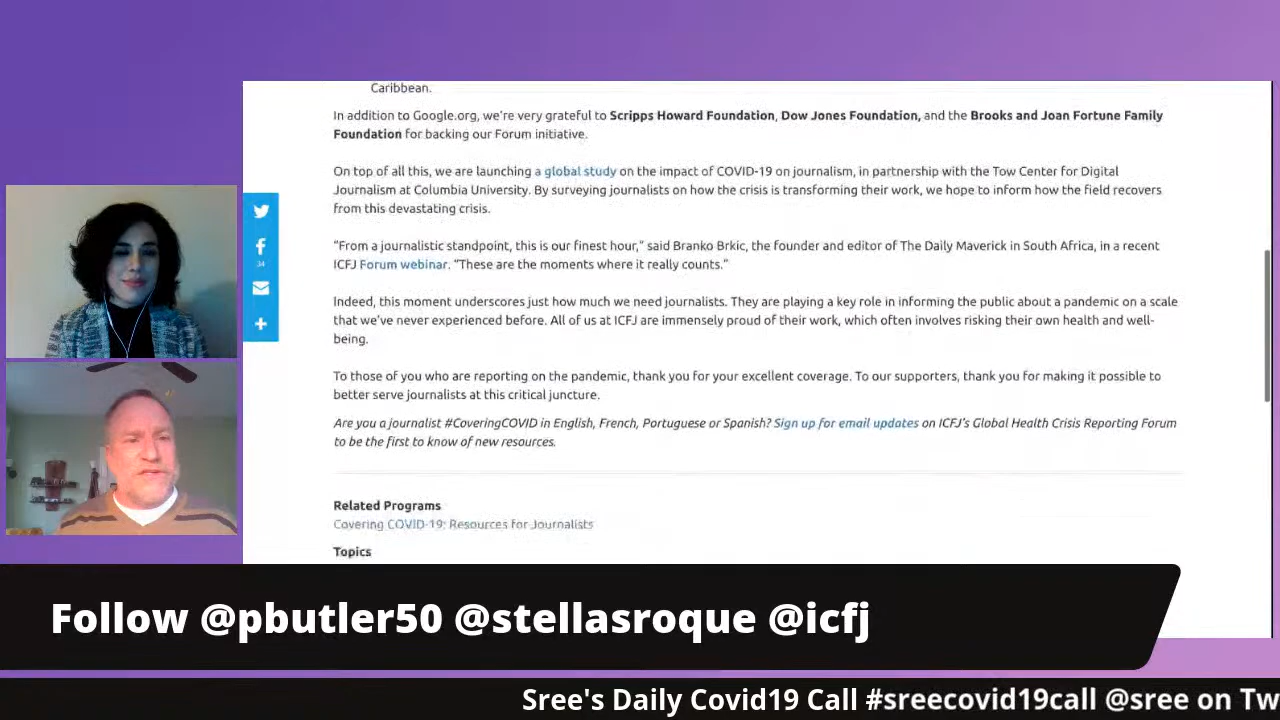 Caribbean.
In addition to Google.org, we're very grateful to Scripps Howard Foundation, Dow Jones Foundation, and the Brooks and Joan Fortune Family
Foundation for backing our Forum initiative.
On top of all this, we are launching a global study on the impact of COVID-19 on journalism, in partnership with the Tow Center for Digital
Journalism at Columbia University. By surveying journalists on how the crisis is transforming their work, we hope to inform how the field recovers
from this devastating crisis.
"From a journalistic standpoint, this is our finest hour," said Branko Brkic, the founder and editor of The Daily Maverick in South Africa, in a recent
ICFJ Forum webinar. "These are the moments where it really counts."
Indeed, this moment underscores just how much we need journalists. They are playing a key role in informing the public about a pandemic on a scale
that we've never experienced before. All of us at ICFJ are immensely proud of their work, which often involves risking their own health and well-
being.
To those of you who are reporting on the pandemic, thank you for your excellent coverage. To our supporters, thank you for making it possible to
better serve journalists at this critical juncture.
Are you a journalist #CoveringCOVID in English, French, Portuguese or Spanish? Sign up for email updates on ICFJ's Global Health Crisis Reporting Forum
to be the first to know of new resources.
Related Programs
Covering COVID-19: Resources for Journalists
Topics
34
Follow @pbutler50 @stellasroque @icfj
Sree's Daily Covid19 Call #sreecovid19call @sree on Tw